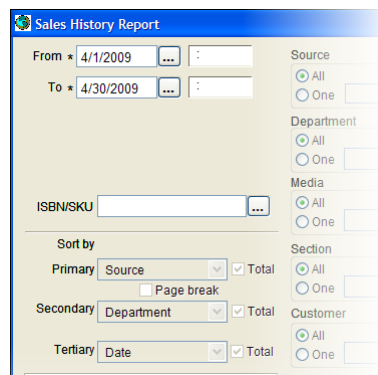 Sales History Report
From * 4/1/2009 ... :
To * 4/30/2009 ... :
ISBN/SKU ...
Sort by
Primary Source Total
Page break
Secondary Department Total
Tertiary Date Total
Source
All
One
Department
All
One
Media
All
One
Section
All
One
Customer
All
One